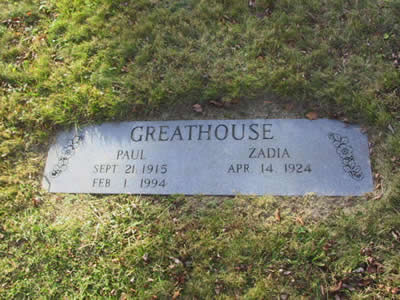 GREATHOUSE
PAUL ZADIA
SEPT 21, 1915 APR. 14 1924
FEB 1 1994